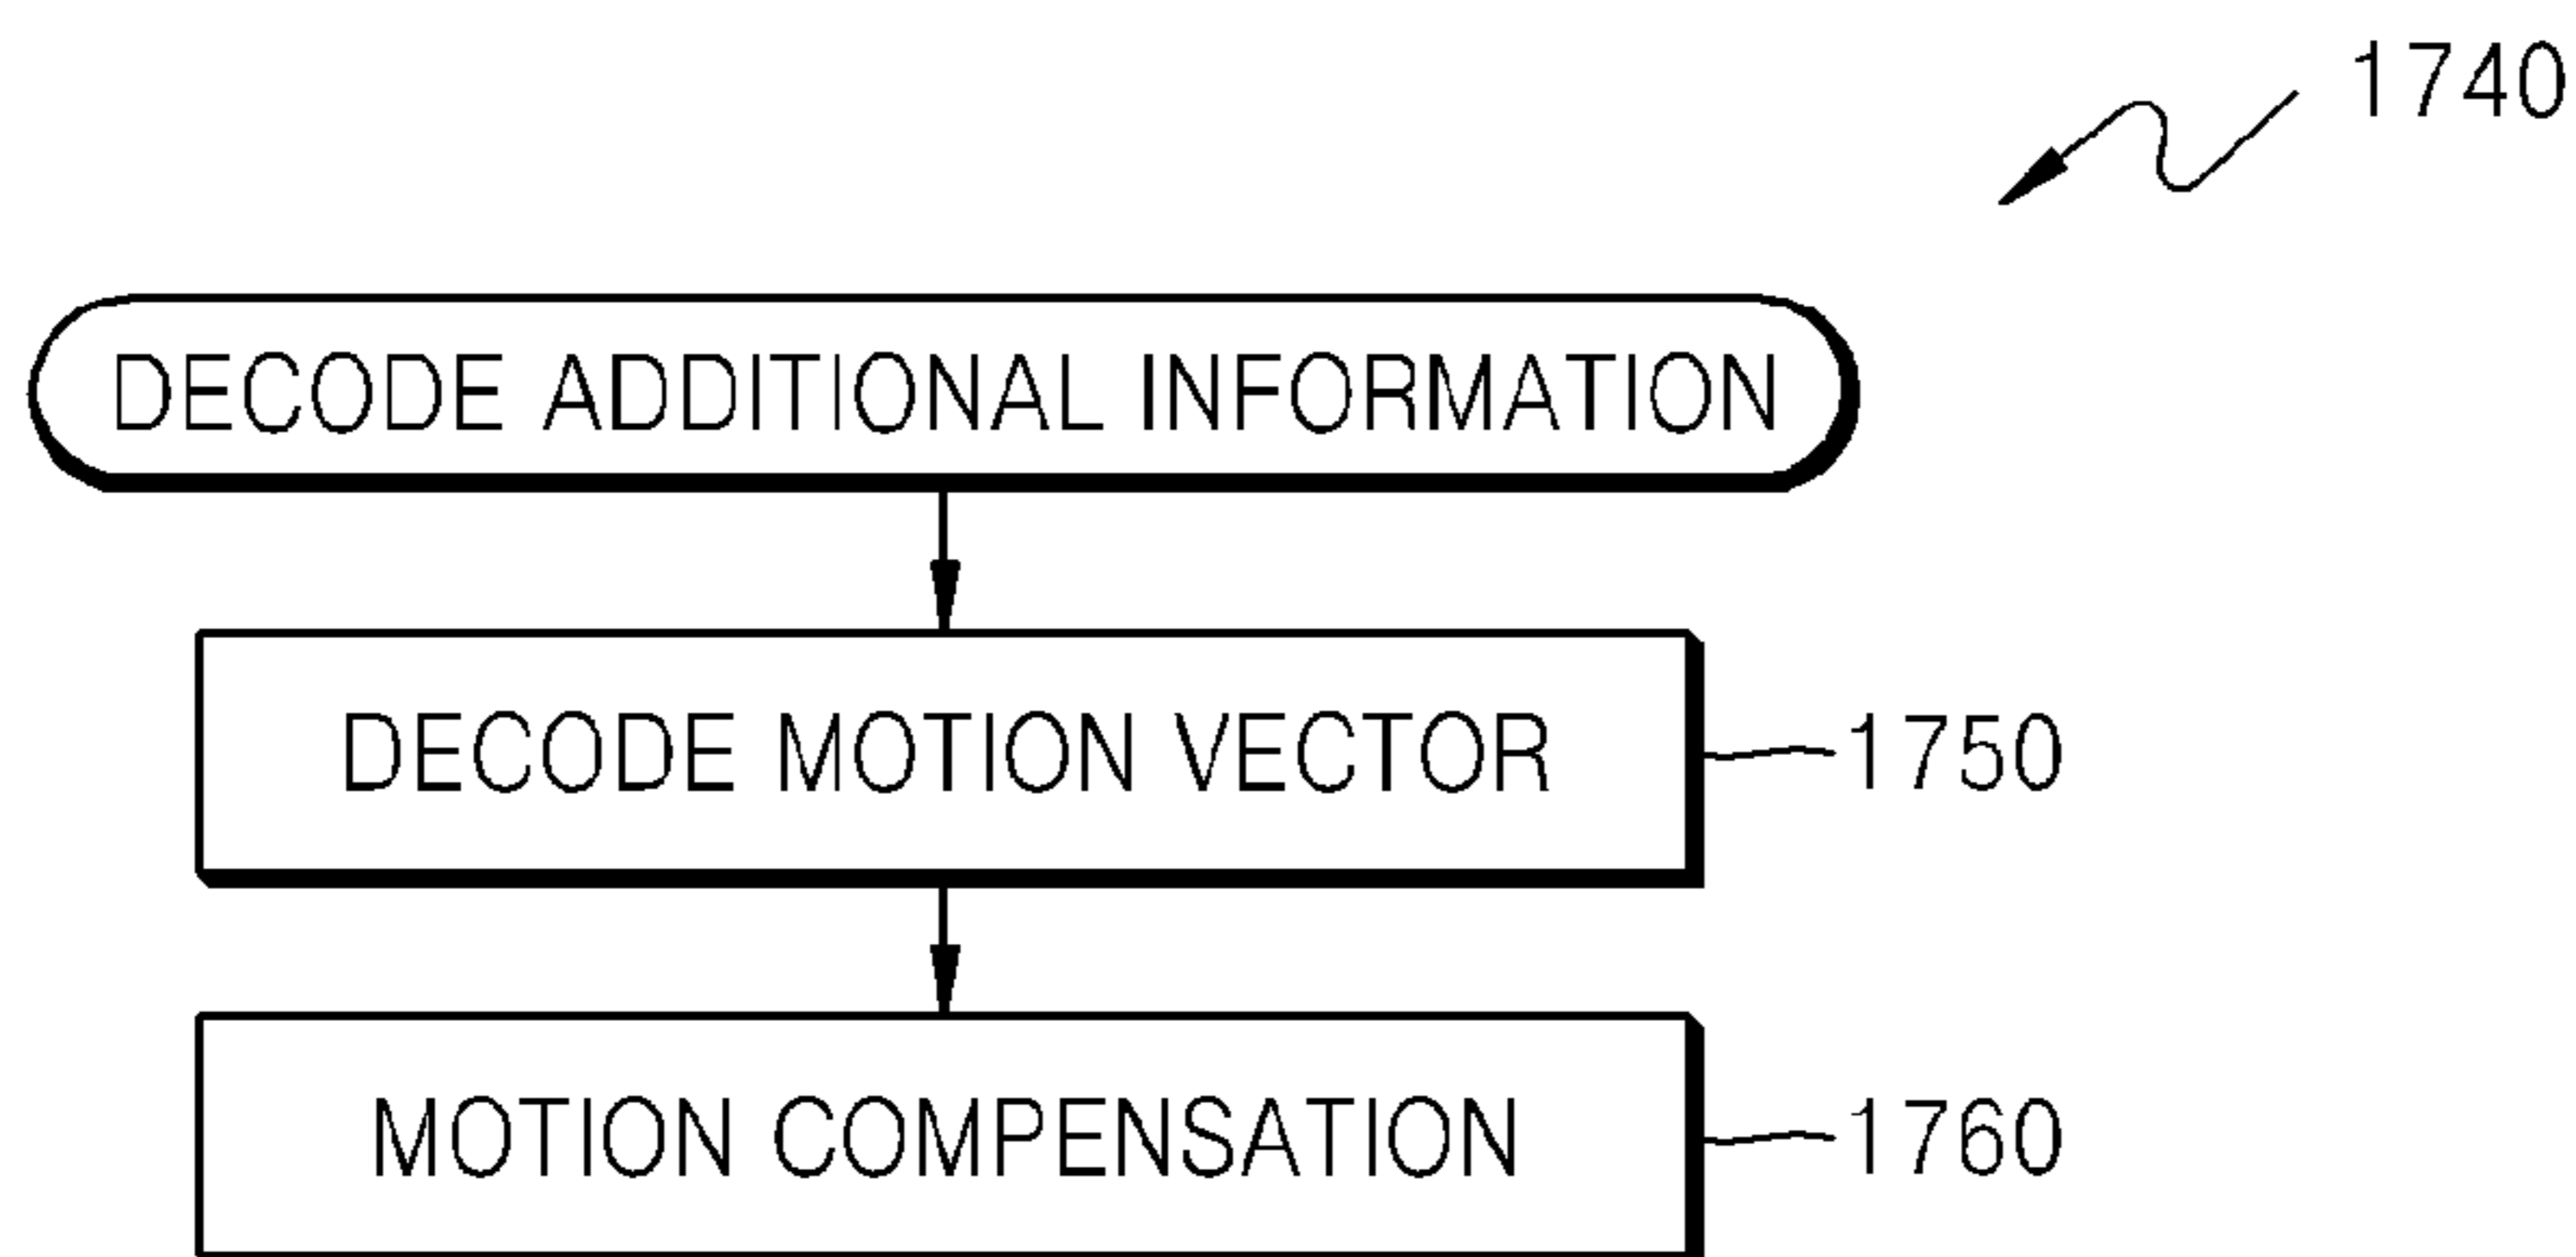 1740
DECODE ADDITIONAL INFORMATION
DECODE MOTION VECTOR
1750
MOTION COMPENSATION
1760